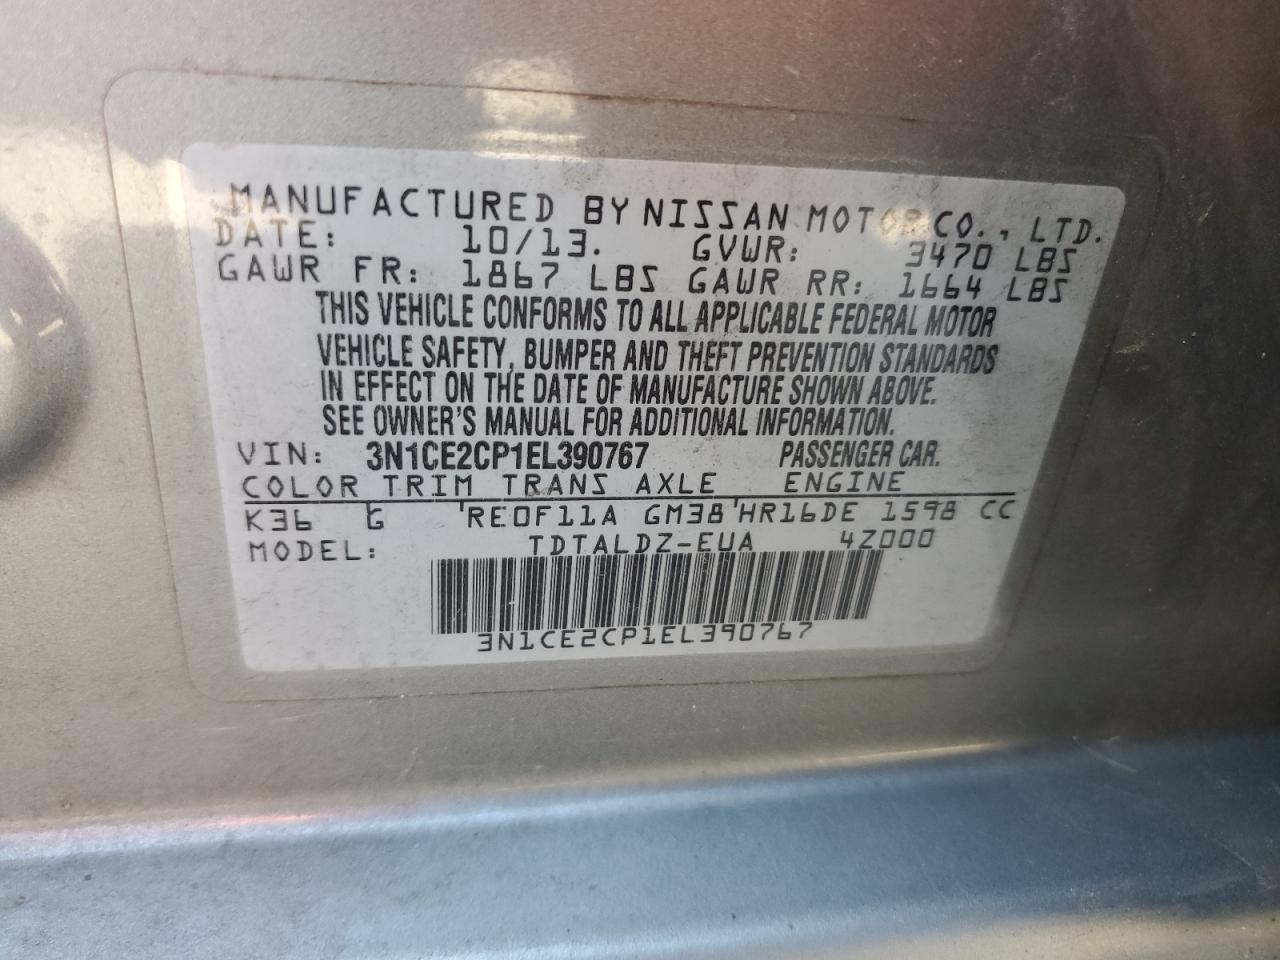 MANUFACTURED BY NISSAN MOTOR CO., LTD.
DATE: 10/13. GVWR: 3470 LBS
GAWR FR: 1867 LBS GAWR RR: 1664 LBS
THIS VEHICLE CONFORMS TO ALL APPLICABLE FEDERAL MOTOR
VEHICLE SAFETY, BUMPER AND THEFT PREVENTION STANDARDS
IN EFFECT ON THE DATE OF MANUFACTURE SHOWN ABOVE.
SEE OWNER'S MANUAL FOR ADDITIONAL INFORMATION.
VIN: 3N1CE2CP1EL390767 PASSENGER CAR.
COLOR TRIM TRANS AXLE ENGINE
K36 G RE0F11A GM38 HR16DE 1598 CC
MODEL: TDTALDZ-EUA 4Z000
3N1CE2CP1EL390767